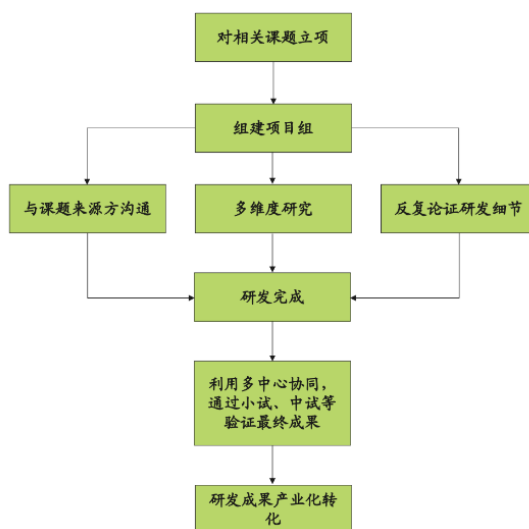 对相关课题立项
组建项目组
与课题来源方沟通
多维度研究
反复论证研发细节
研发完成
利用多中心协同，
通过小试、中试等
验证最终成果
研发成果产业化转
化